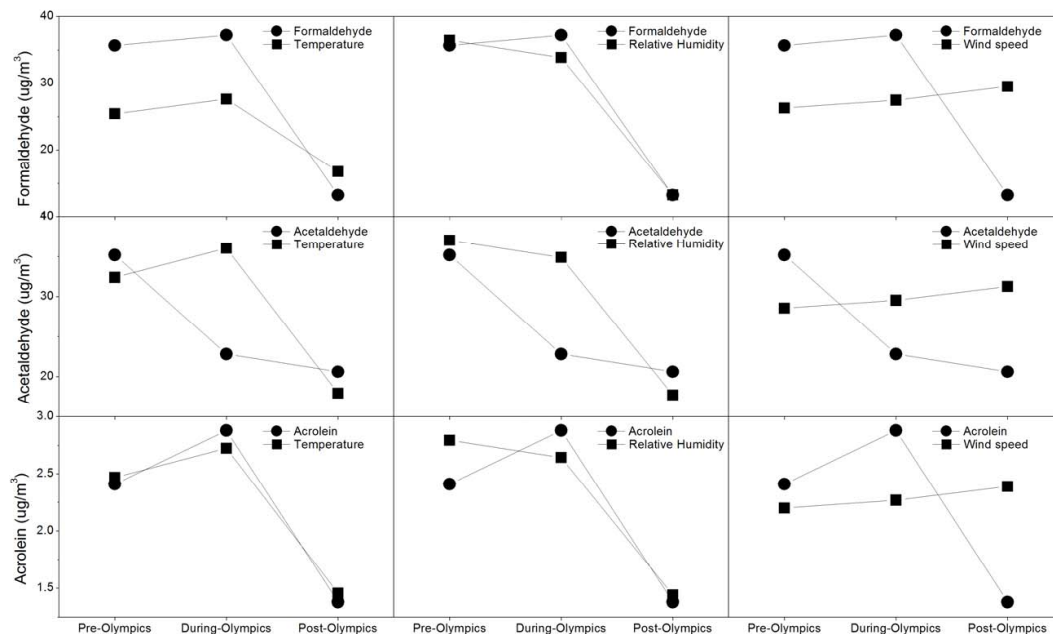 40
Formaldehyde
Temperature
Formaldehyde
Relative Humidity
Formaldehyde
Wind speed
Formaldehyde (ug/m³)
30
20
40
Acetaldehyde
Temperature
Acetaldehyde
Relative Humidity
Acetaldehyde
Wind speed
Acetaldehyde (ug/m³)
30
20
3.0
Acrolein
Temperature
Acrolein
Relative Humidity
Acrolein
Wind speed
Acrolein (ug/m³)
2.5
2.0
1.5
Pre-Olympics During-Olympics Post-Olympics Pre-Olympics During-Olympics Post-Olympics Pre-Olympics During-Olympics Post-Olympics